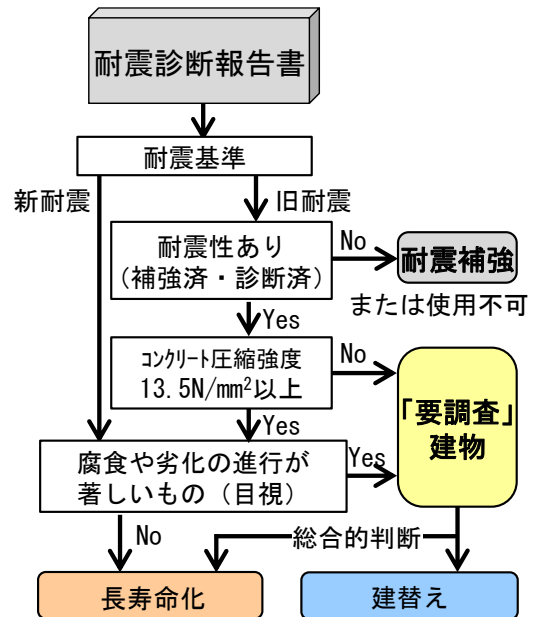 耐震診断報告書
耐震基準
新耐震
旧耐震
耐震性あり
（補強済・診断済）
No
耐震補強
または使用不可
Yes
ｺﾝｸﾘｰﾄ圧縮強度
13.5N/mm²以上
No
「要調査」
建物
Yes
腐食や劣化の進行が
著しいもの（目視）
Yes
No
総合的判断
長寿命化
建替え